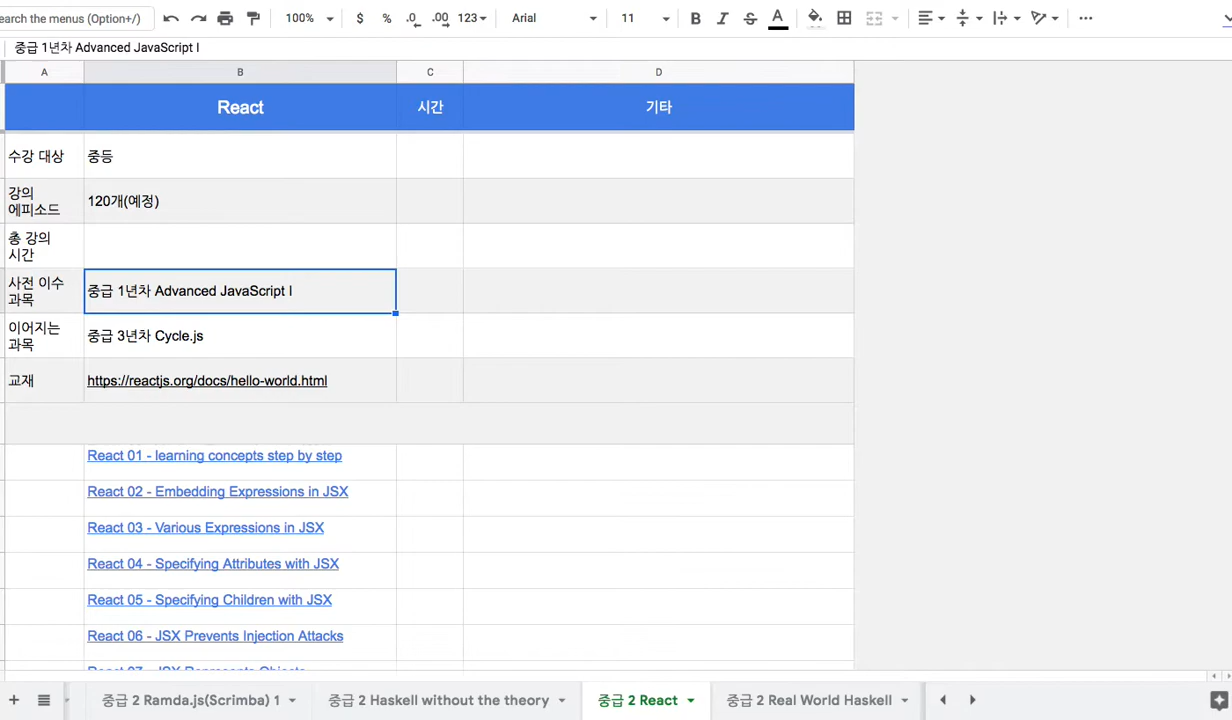 earch the menus (Option+/)
100%
$
%
.0
.00
123
Arial
11
B
I
S
A
중급 1년차 Advanced JavaScript I
A
B
C
D
React
시간
기타
수강 대상
중등
강의
에피소드
120개(예정)
총 강의
시간
사전 이수
과목
중급 1년차 Advanced JavaScript I
이어지는
과목
중급 3년차 Cycle.js
교재
https://reactjs.org/docs/hello-world.html
React 01 - learning concepts step by step
React 02 - Embedding Expressions in JSX
React 03 - Various Expressions in JSX
React 04 - Specifying Attributes with JSX
React 05 - Specifying Children with JSX
React 06 - JSX Prevents Injection Attacks
React 07 - JSX Represents Objects
중급 2 Ramda.js(Scrimba) 1
중급 2 Haskell without the theory
중급 2 React
중급 2 Real World Haskell